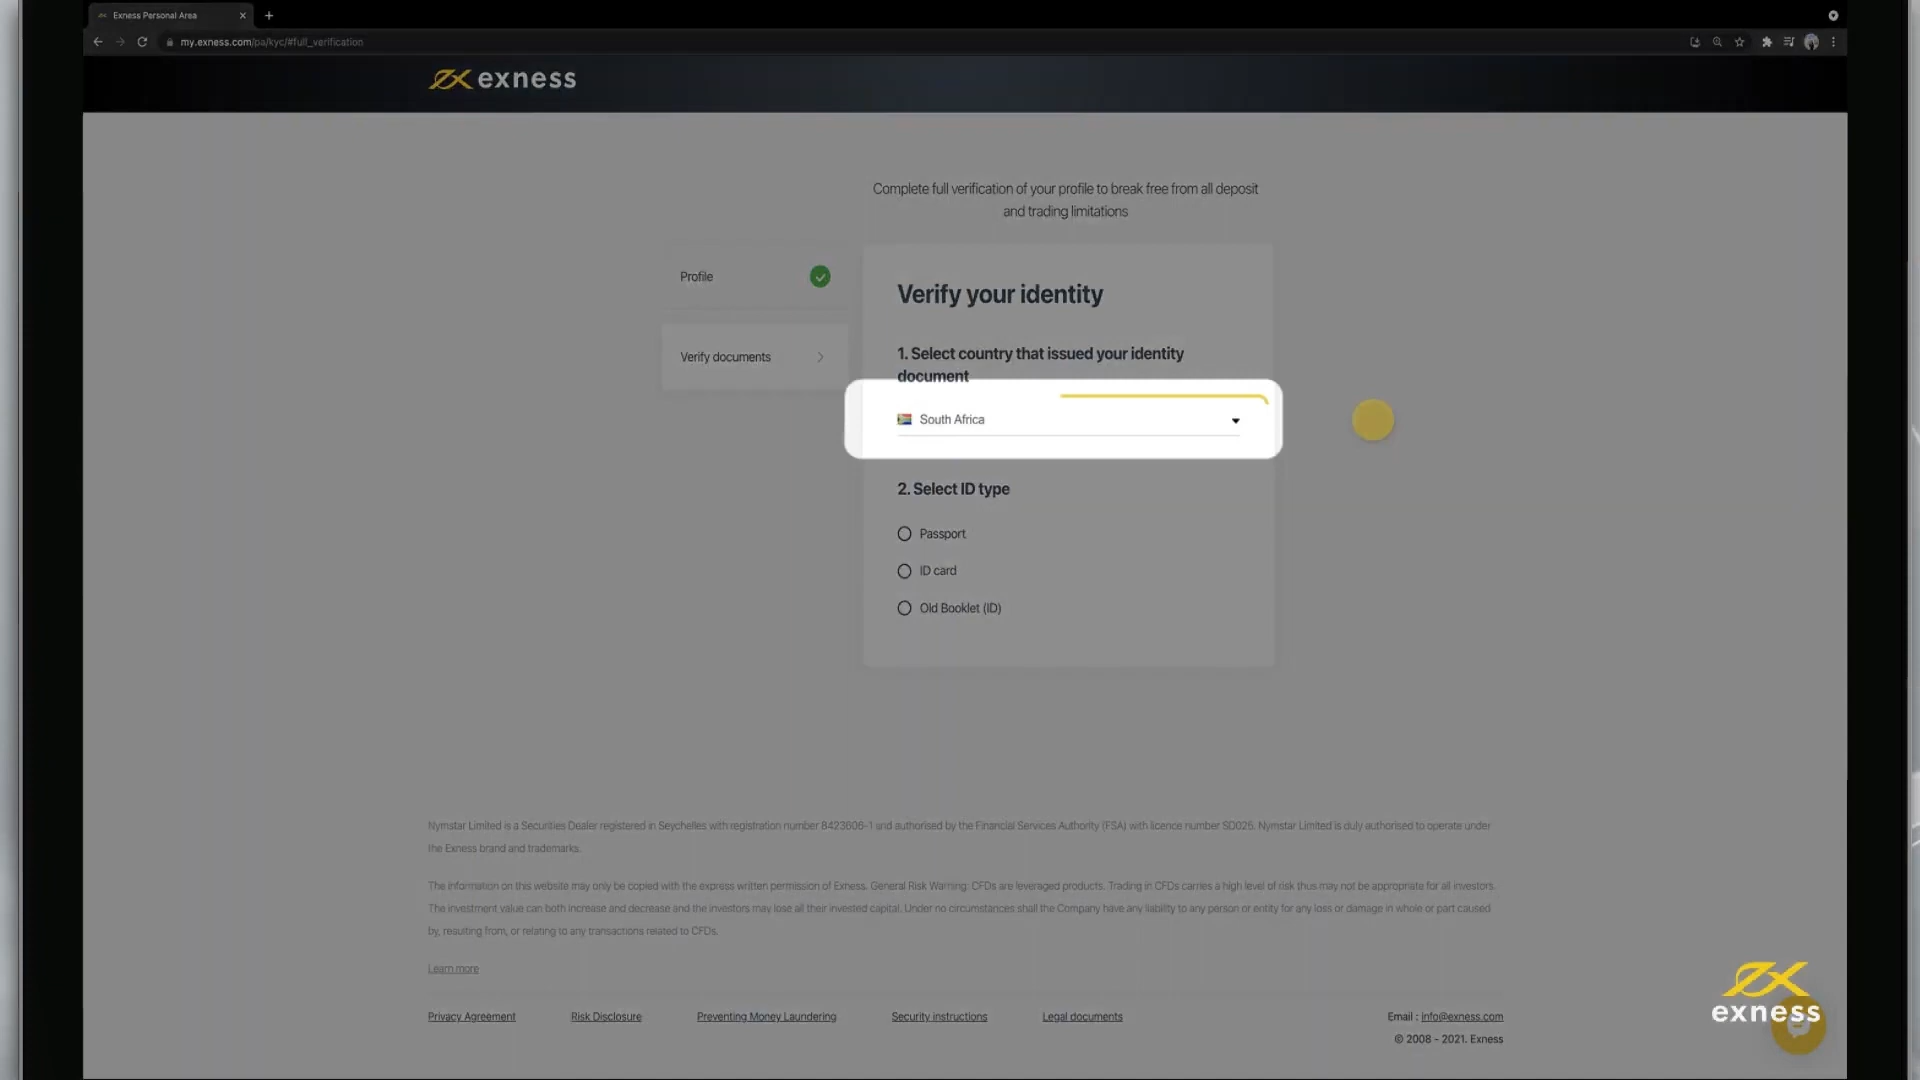 Exness Personal Area
my.exness.com/pa/kyc/#full_verification
exness
Complete full verification of your profile to break free from all deposit
and trading limitations
Profile
Verify documents
Verify your identity
1. Select country that issued your identity
document
South Africa
2. Select ID type
Passport
ID card
Old Booklet (ID)
Nymstar Limited is a Securities Dealer registered in Seychelles with registration number 8423606-1 and authorised by the Financial Services Authority (FSA) with licence number SD025. Nymstar Limited is duly authorised to operate under
the Exness brand and trademarks.
The information on this website may only be copied with the express written permission of Exness. General Risk Warning: CFDs are leveraged products. Trading in CFDs carries a high level of risk thus may not be appropriate for all investors.
The investment value can both increase and decrease and the investors may lose all their invested capital. Under no circumstances shall the Company have any liability to any person or entity for any loss or damage in whole or part caused
by, resulting from, or relating to any transactions related to CFDs.
Learn more
Privacy Agreement
Risk Disclosure
Preventing Money Laundering
Security instructions
Legal documents
Email : info@exness.com
© 2008 - 2021. Exness
exness